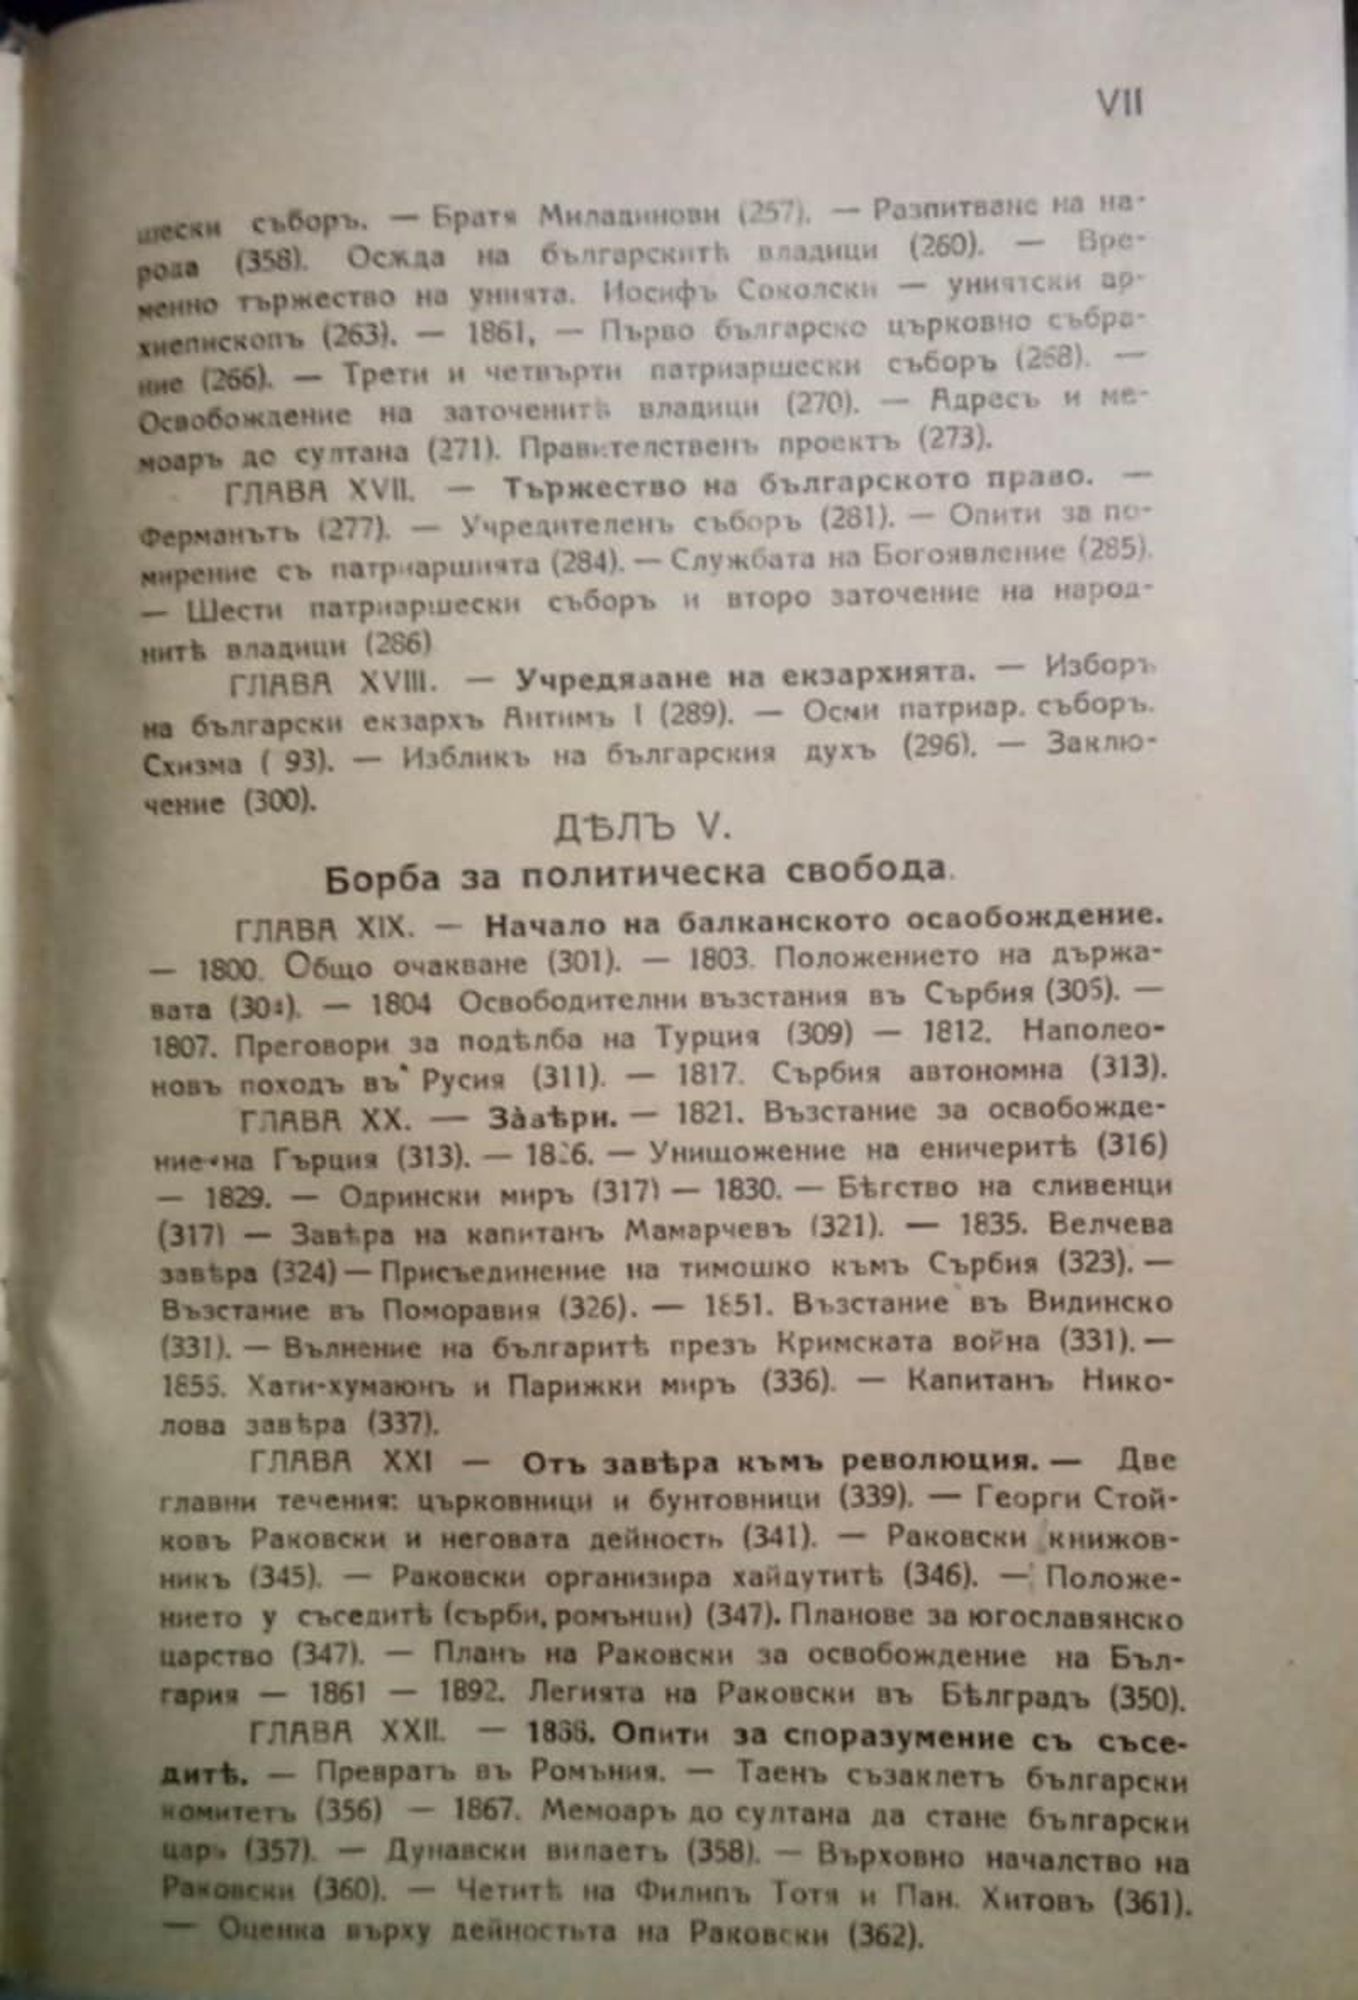 VII
шески съборъ. — Братя Миладинови (257). — Разпитване на на-
рода (358). Осжда на българскитѣ владици (260). — Вре-
менно тържество на унията. Иосифъ Соколски — униятски ар-
хиепископъ (263). — 1861, — Първо българско църковно събра-
ние (266). — Трети и четвърти патриаршески съборъ (268). —
Освобождение на заточенитѣ владици (270). — Адресъ и ме-
моаръ до султана (271). Правителственъ проектъ (273).
ГЛАВА XVII. — Тържество на българското право. —
Ферманътъ (277). — Учредителенъ съборъ (281). — Опити за по-
мирение съ патриаршията (284). — Службата на Богоявление (285).
— Шести патриаршески съборъ и второ заточение на народ-
нитѣ владици (286)
ГЛАВА XVIII. — Учредяване на екзархията. — Изборъ
на български екзархъ Антимъ I (289). — Осми патриар. съборъ.
Схизма ( 93). — Изблікъ на българския духъ (296). — Заклю-
чение (300).
ДѢЛЪ V.
Борба за политическа свобода.
ГЛАВА XIX. — Начало на балканското освобождение.
— 1800. Общо очакване (301). — 1803. Положението на държа-
вата . — 1804 Освободителни възстания въ Сърбия (305). —
1807. Преговори за подѣлба на Турция (309) — 1812. Наполео-
новъ походъ въ Русия (311). — 1817. Сърбия автономна (313).
ГЛАВА XX. — Завѣри. — 1821. Възстание за освобожде-
ние на Гърция (313). — — Унищожение на еничеритѣ (316)
— 1829. — Одрински миръ (317) — 1830. — Бѣгство на сливенци
(317) — Завѣра на капитанъ Мамарчевъ (321). — 1835. Велчева
завѣра (324) — Присъединение на тимошко къмъ Сърбия (323). —
Възстание въ Поморавия (326). — 1851. Възстание въ Видинско
(331). — Вълнение на българитѣ презъ Кримската война (331). —
1856. Хати-хумаюнъ и Парижки миръ (336). — Капитанъ Нико-
лова завѣра (337).
ГЛАВА XXI — Отъ завѣра къмъ революция. — Две
главни течения: църковници и бунтовници (339). — Георги Стой-
ковъ Раковски и неговата дейность (341). — Раковски книжов-
никъ (345). — Раковски организира хайдутитѣ (346). — Положе-
нието у съседитѣ (сърби, ромънци) (347). Планове за югославянско
царство (347). — Планъ на Раковски за освобождение на Бъл-
гария — 1861 — 1892. Легията на Раковски въ Бѣлградъ (350).
ГЛАВА XXII. — Опити за споразумение съ съсе-
дитѣ. — Превратъ въ Ромъния. — Таенъ съзаклетъ български
комитетъ (356) — 1867. Мемоаръ до султана да стане български
царь (357). — Дунавски вилаетъ (358). — Върховно началство на
Раковски (360). — Четитѣ на Филипъ Тотя и Пан. Хитовъ (361).
— Оценка върху дейностьта на Раковски (362).